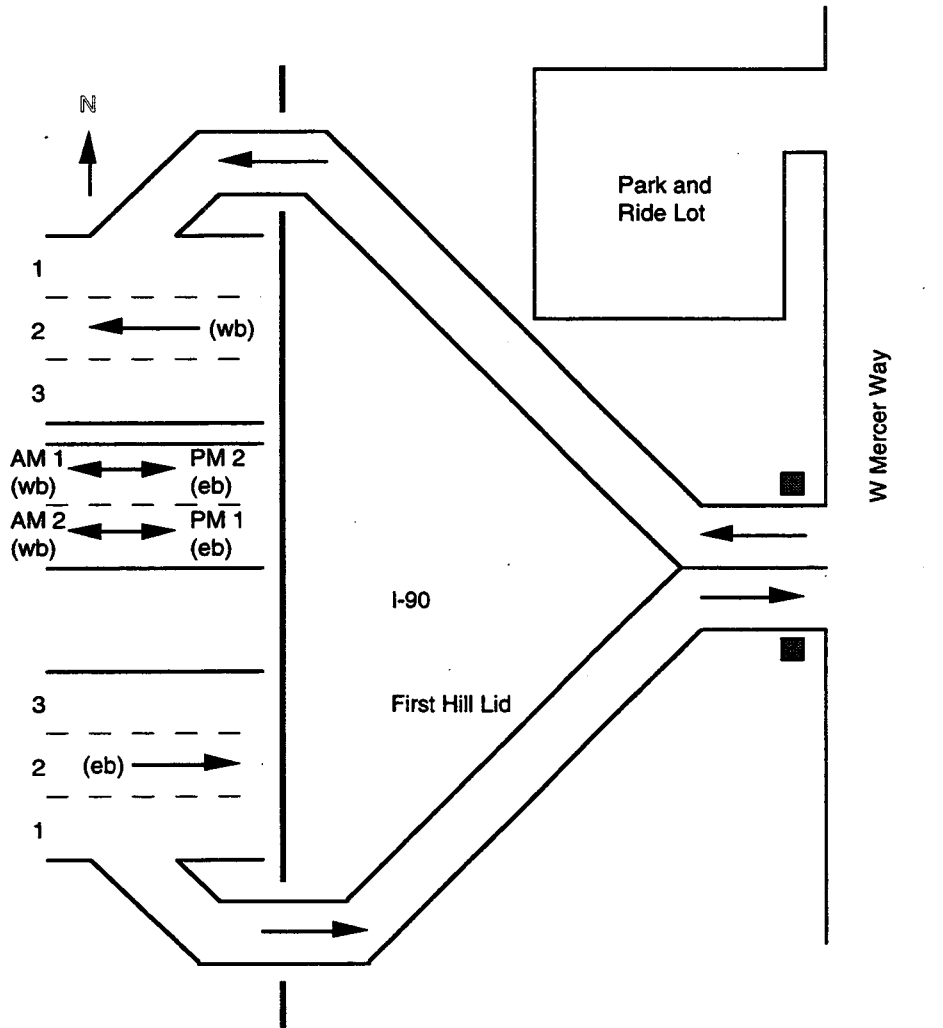 N
Park and
Ride Lot
1
2
(wb)
3
W Mercer Way
AM 1
(wb)
PM 2
(eb)
AM 2
(wb)
PM 1
(eb)
I-90
First Hill Lid
3
2
(eb)
1